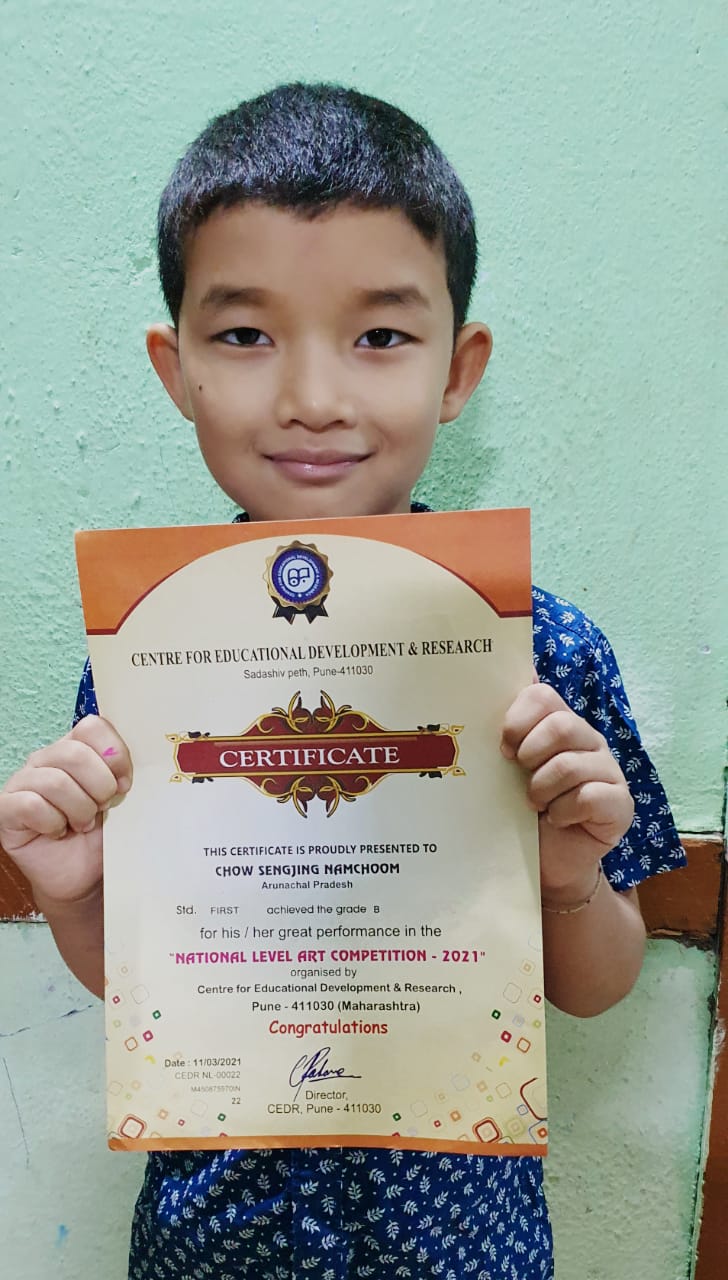 CENTRE FOR EDUCATIONAL DEVELOPMENT & RESEARCH
Sadashiv peth, Pune-411030
CERTIFICATE
THIS CERTIFICATE IS PROUDLY PRESENTED TO
CHOW SENGJING NAMCHOOM
Arunachal Pradesh
Std. FIRST achieved the grade B
for his / her great performance in the
"NATIONAL LEVEL ART COMPETITION - 2021"
organised by
Centre for Educational Development & Research ,
Pune - 411030 (Maharashtra)
Congratulations
Date : 11/03/2021
CEDR NL-00022
M450875970IN
22
Director,
CEDR, Pune - 411030